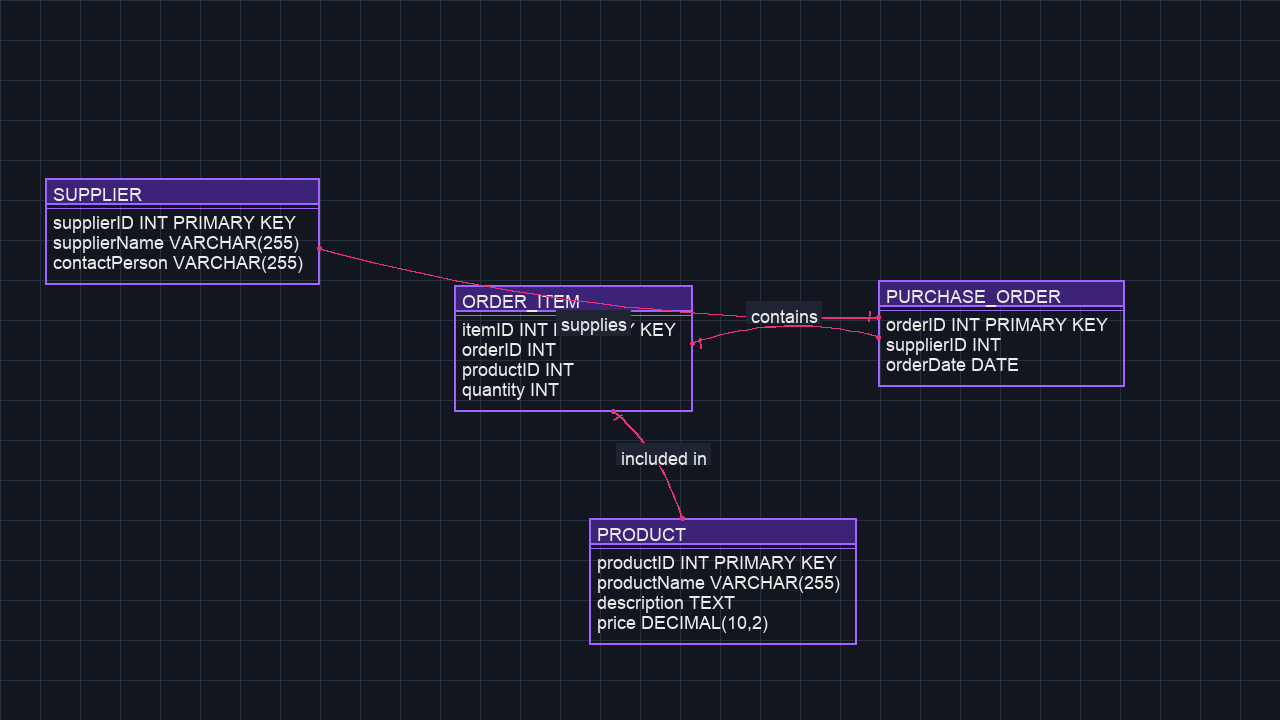 SUPPLIER
supplierID INT PRIMARY KEY
supplierName VARCHAR(255)
contactPerson VARCHAR(255)
ORDER_ITEM
itemID INT KEY
orderID INT
productID INT
quantity INT
supplies
contains
PURCHASE_ORDER
orderID INT PRIMARY KEY
supplierID INT
orderDate DATE
included in
PRODUCT
productID INT PRIMARY KEY
productName VARCHAR(255)
description TEXT
price DECIMAL(10,2)